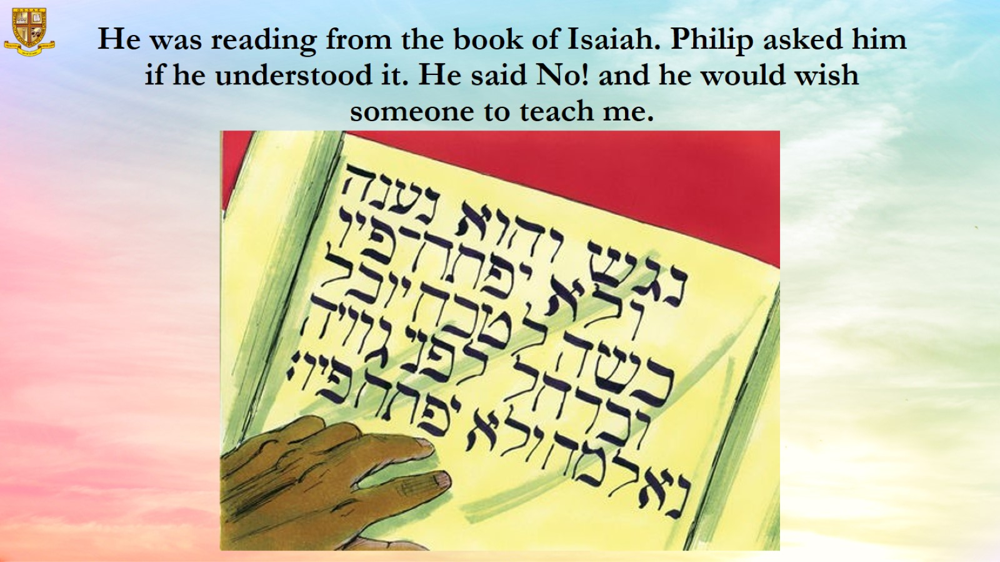 He was reading from the book of Isaiah. Philip asked him
if he understood it. He said No! and he would wish
someone to teach me.
נגש והוא נענה
ולא יפתח־פיו
כשה לטבח יובל
וכרחל לפני גוזיה
נאלמה ולא יפתח פיו׃